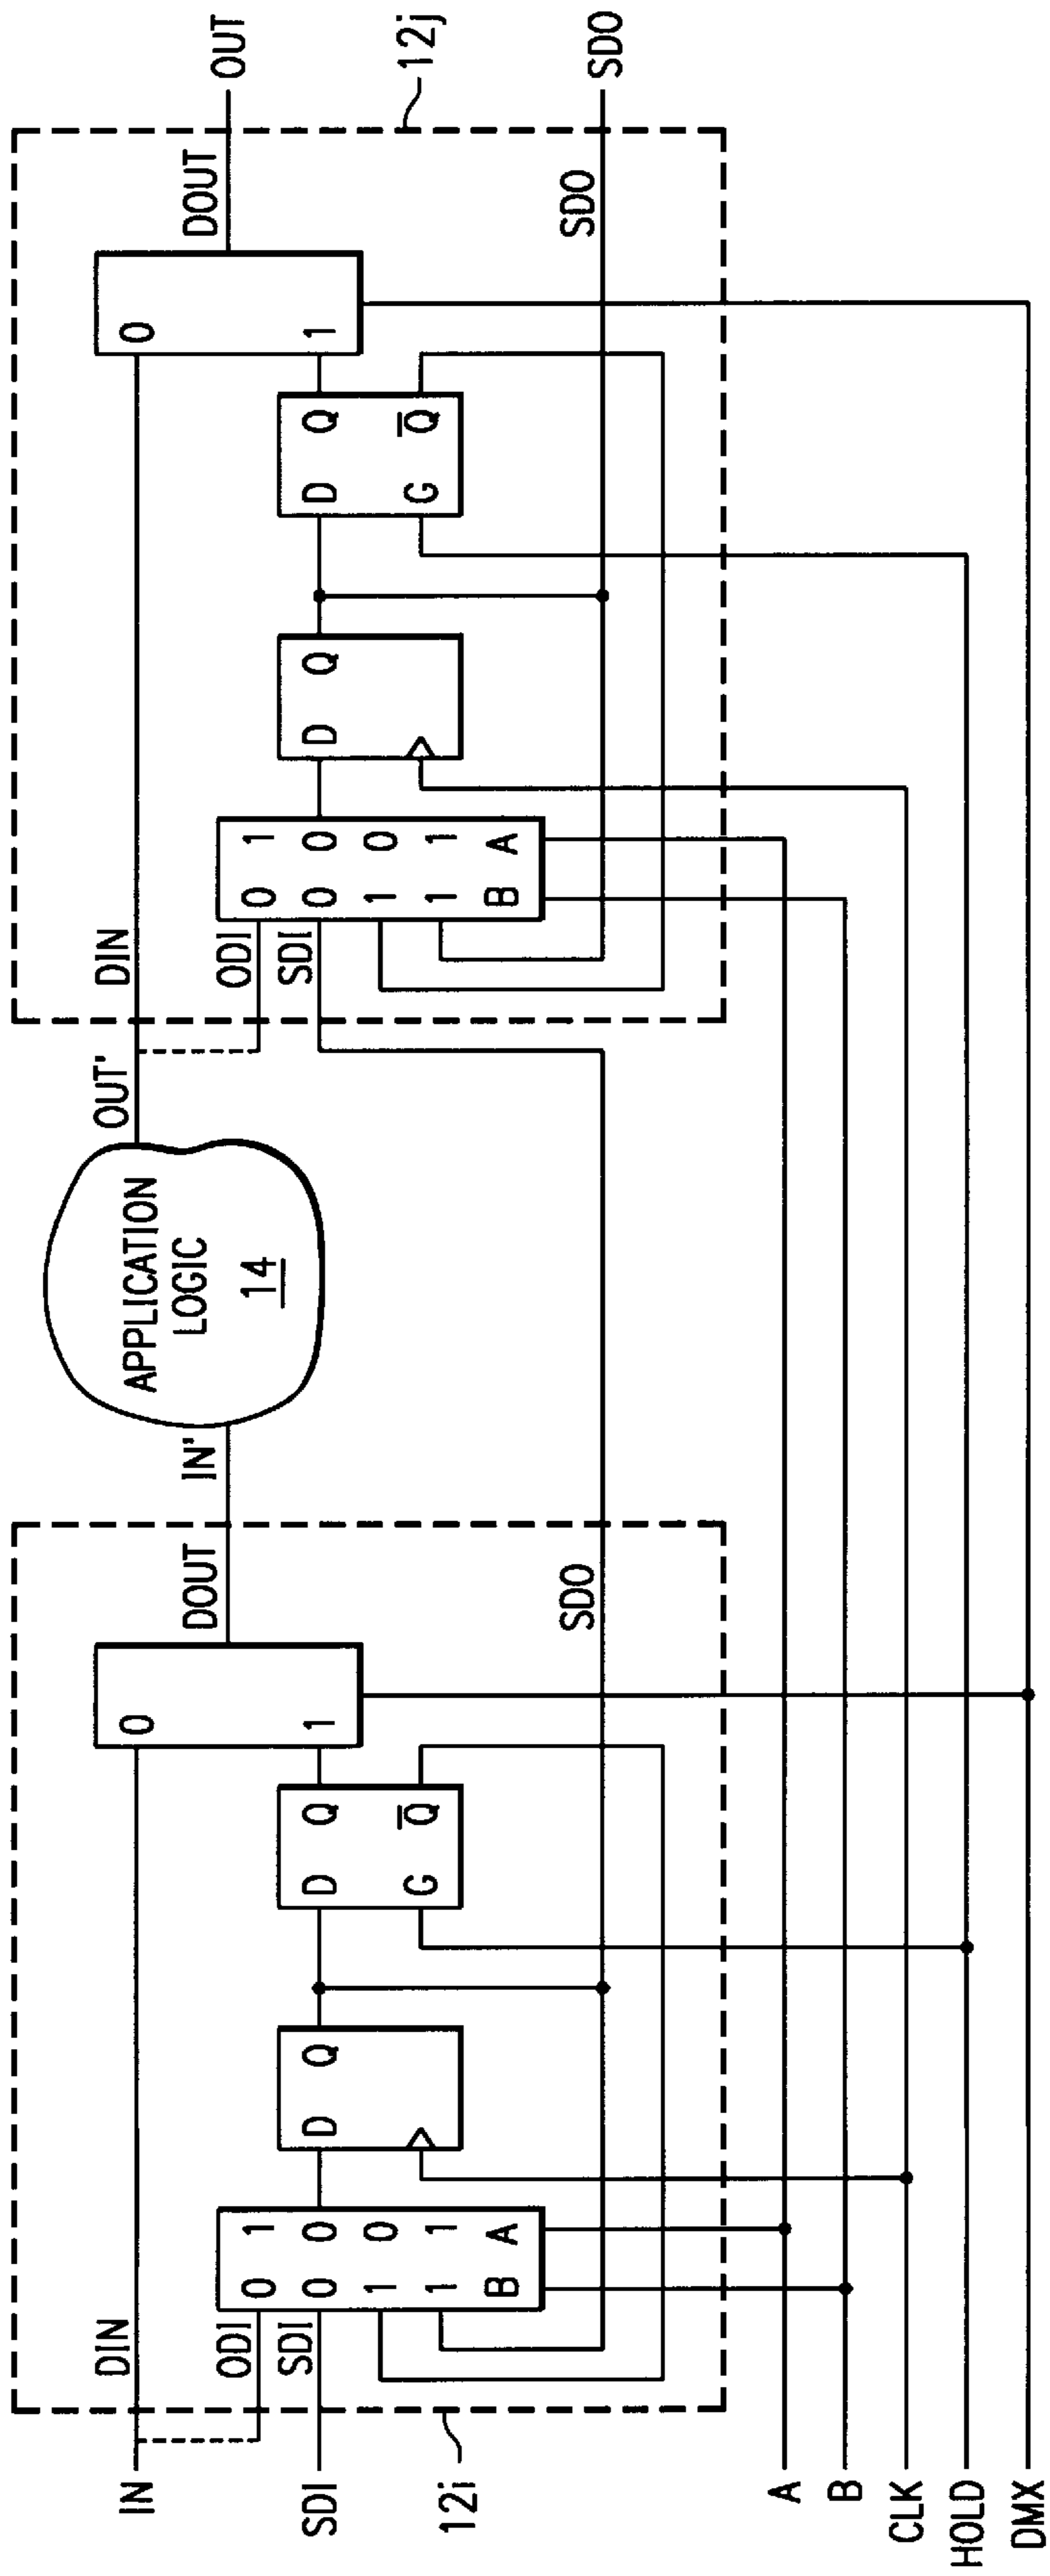 IN
DIN
ODI
SDI
SDI
12i
0 1
0 0
1 0
1 1
B A
D Q
D Q
G Q̅
0
1
DOUT
SDO
IN'
APPLICATION
LOGIC
14
OUT'
DIN
ODI
SDI
0 1
0 0
1 0
1 1
B A
D Q
D Q
G Q̅
0
1
DOUT
SDO
OUT
12j
SDO
A
B
CLK
HOLD
DMX